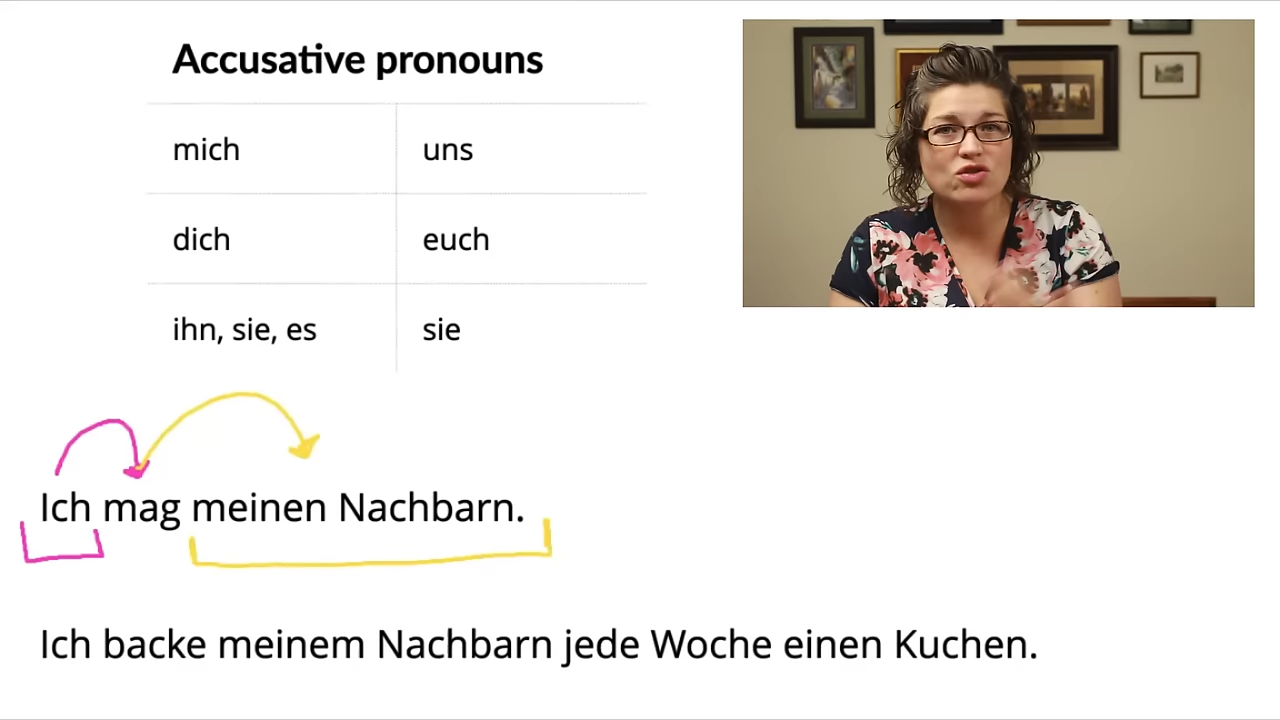 Accusative pronouns
mich uns
dich euch
ihn, sie, es sie
Ich mag meinen Nachbarn.
Ich backe meinem Nachbarn jede Woche einen Kuchen.